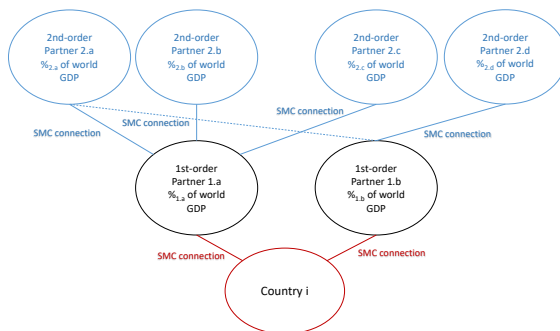 2nd-order
Partner 2.a
%2.a of world
GDP
2nd-order
Partner 2.b
%2.b of world
GDP
2nd-order
Partner 2.c
%2.c of world
GDP
2nd-order
Partner 2.d
%2.d of world
GDP
SMC connection
SMC connection
SMC connection
SMC connection
1st-order
Partner 1.a
%1.a of world
GDP
1st-order
Partner 1.b
%1.b of world
GDP
SMC connection
SMC connection
Country i